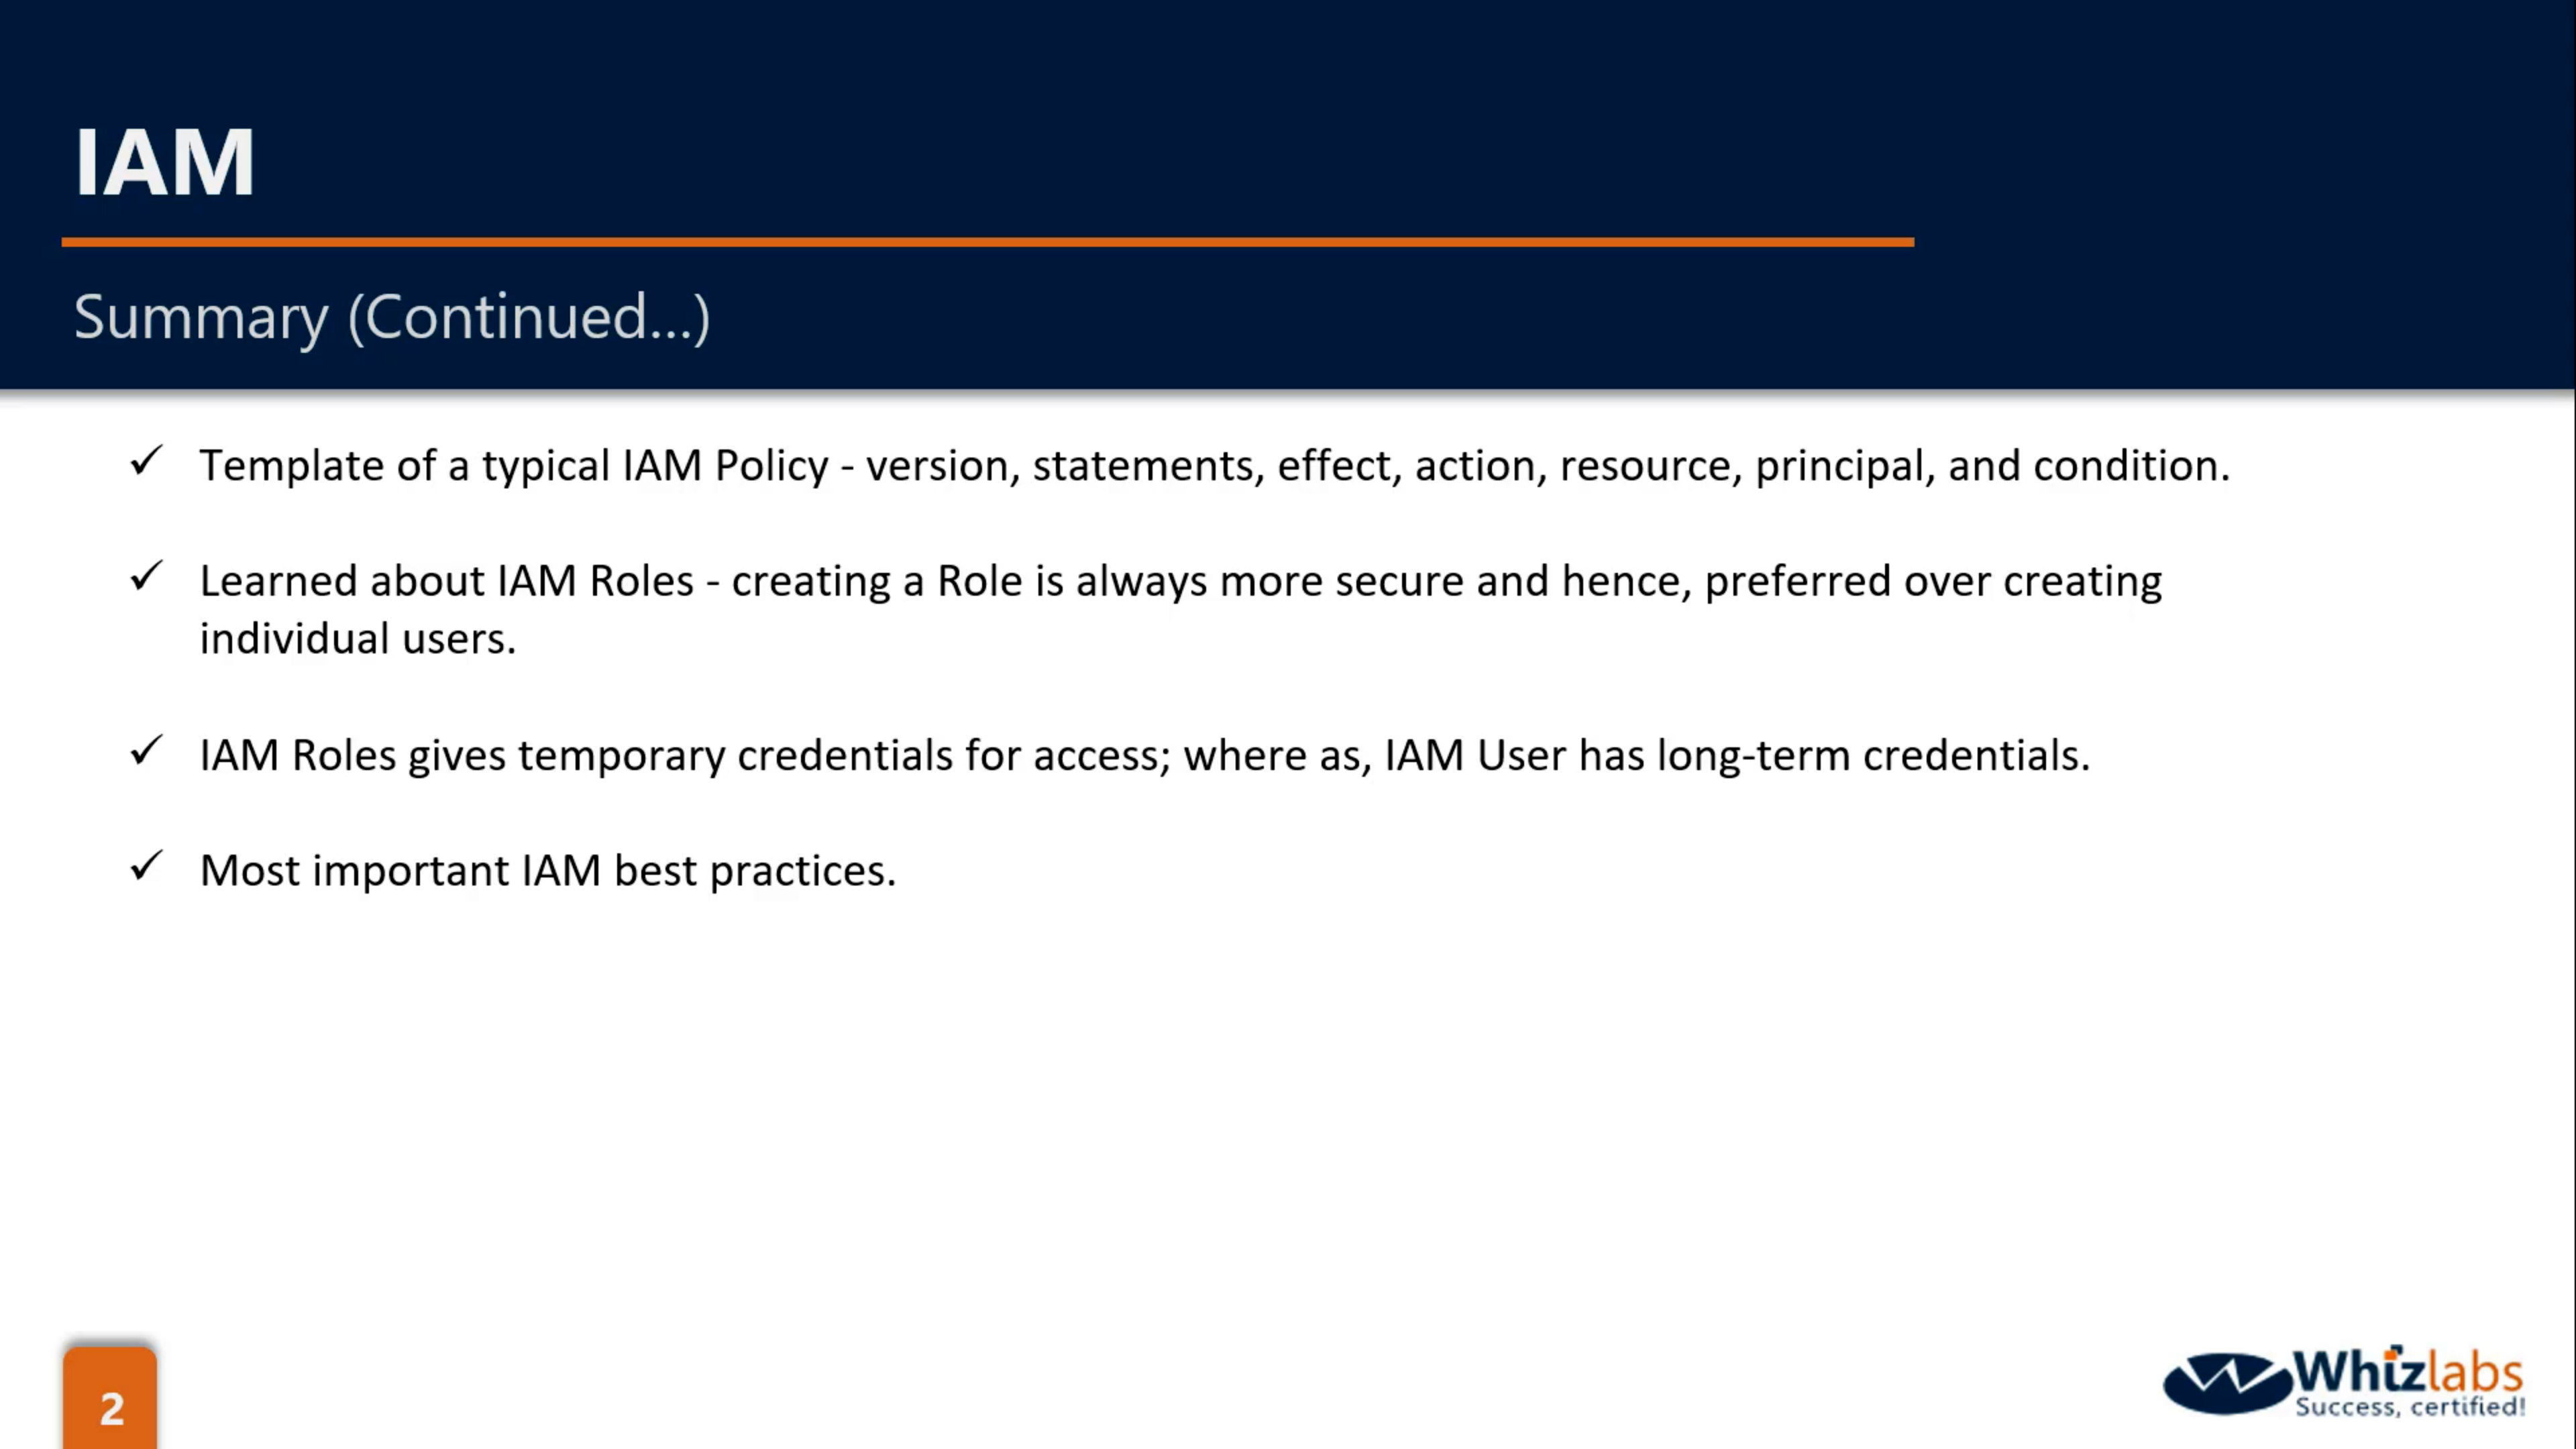 IAM
Summary (Continued...)
✓ Template of a typical IAM Policy - version, statements, effect, action, resource, principal, and condition.
✓ Learned about IAM Roles - creating a Role is always more secure and hence, preferred over creating
individual users.
✓ IAM Roles gives temporary credentials for access; where as, IAM User has long-term credentials.
✓ Most important IAM best practices.
2
Whizlabs
Success, certified!